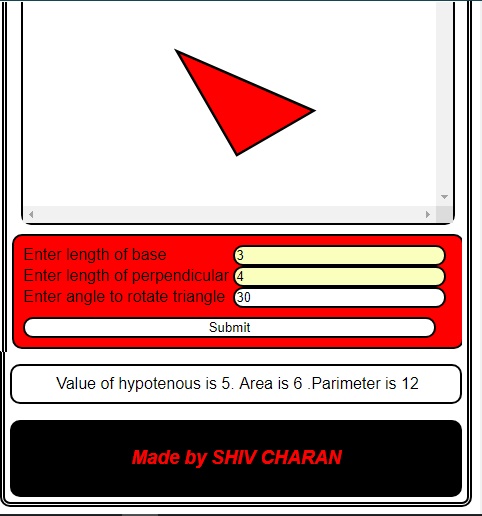 Enter length of base 3
Enter length of perpendicular 4
Enter angle to rotate triangle 30
Submit
Value of hypotenous is 5. Area is 6 .Parimeter is 12
Made by SHIV CHARAN